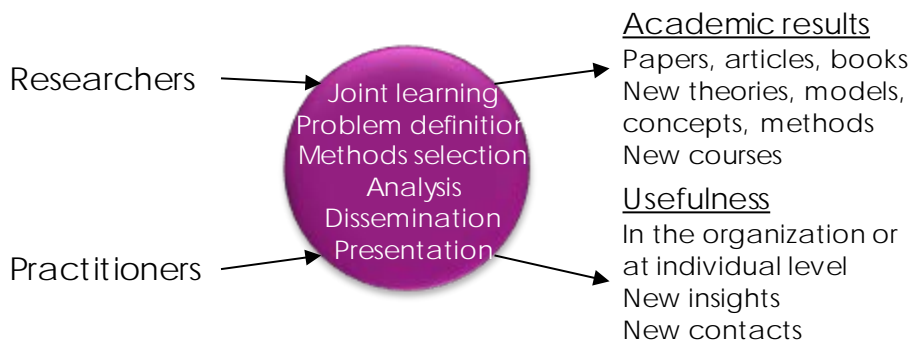 Researchers
Practitioners
Joint learning
Problem definition
Methods selection
Analysis
Dissemination
Presentation
Academic results
Papers, articles, books
New theories, models,
concepts, methods
New courses
Usefulness
In the organization or
at individual level
New insights
New contacts